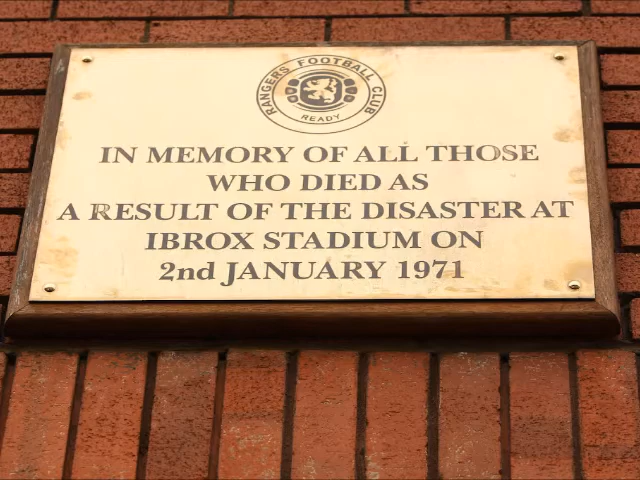 RANGERS FOOTBALL CLUB
READY
IN MEMORY OF ALL THOSE
WHO DIED AS
A RESULT OF THE DISASTER AT
IBROX STADIUM ON
2nd JANUARY 1971